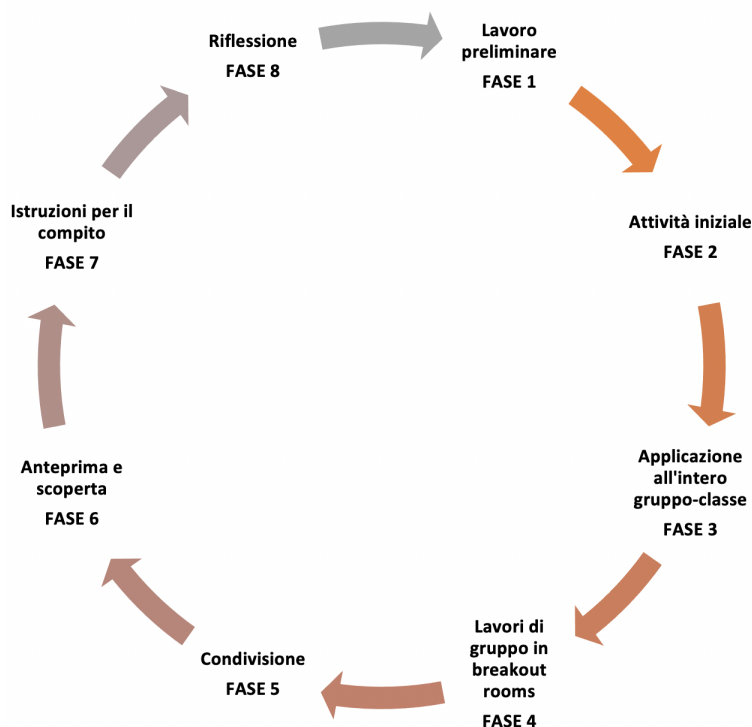 Lavoro
preliminare
FASE 1
Attività iniziale
FASE 2
Applicazione
all'intero
gruppo-classe
FASE 3
Lavori di
gruppo in
breakout
rooms
FASE 4
Condivisione
FASE 5
Anteprima e
scoperta
FASE 6
Istruzioni per il
compito
FASE 7
Riflessione
FASE 8